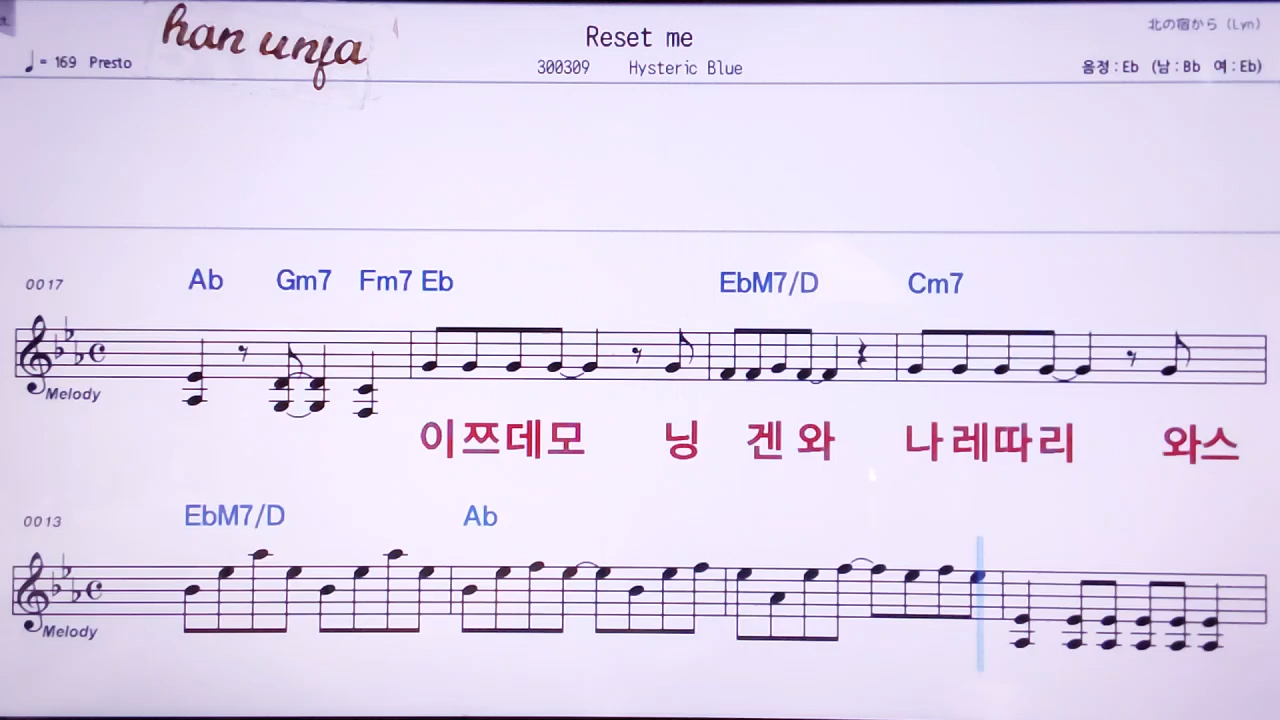 han unfa
Reset me
北の宿から (Lyn)
♩= 169 Presto
300309 Hysteric Blue
음정 : Eb (남 : Bb 여 : Eb)
0017 Ab Gm7 Fm7 Eb EbM7/D Cm7
Melody
이쯔데모 닝 겐 와 나레따리 와스
0013 EbM7/D Ab
Melody